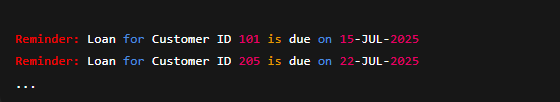 Reminder: Loan for Customer ID 101 is due on 15-JUL-2025
Reminder: Loan for Customer ID 205 is due on 22-JUL-2025
...